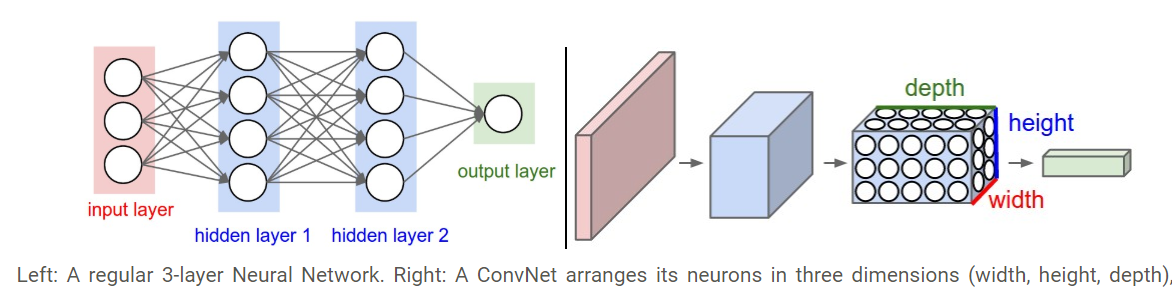 input layer
hidden layer 1
hidden layer 2
output layer
depth
height
width
Left: A regular 3-layer Neural Network. Right: A ConvNet arranges its neurons in three dimensions (width, height, depth),